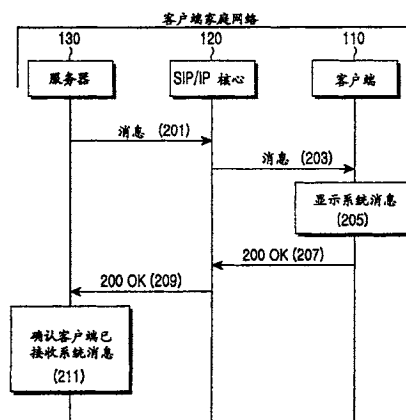 客户端家庭网络
130 120 110
服务器 SIP/IP 核心 客户端
消息 (201)
消息 (203)
显示系统消息
(205)
200 OK (207)
200 OK (209)
确认客户端已
接收系统消息
(211)